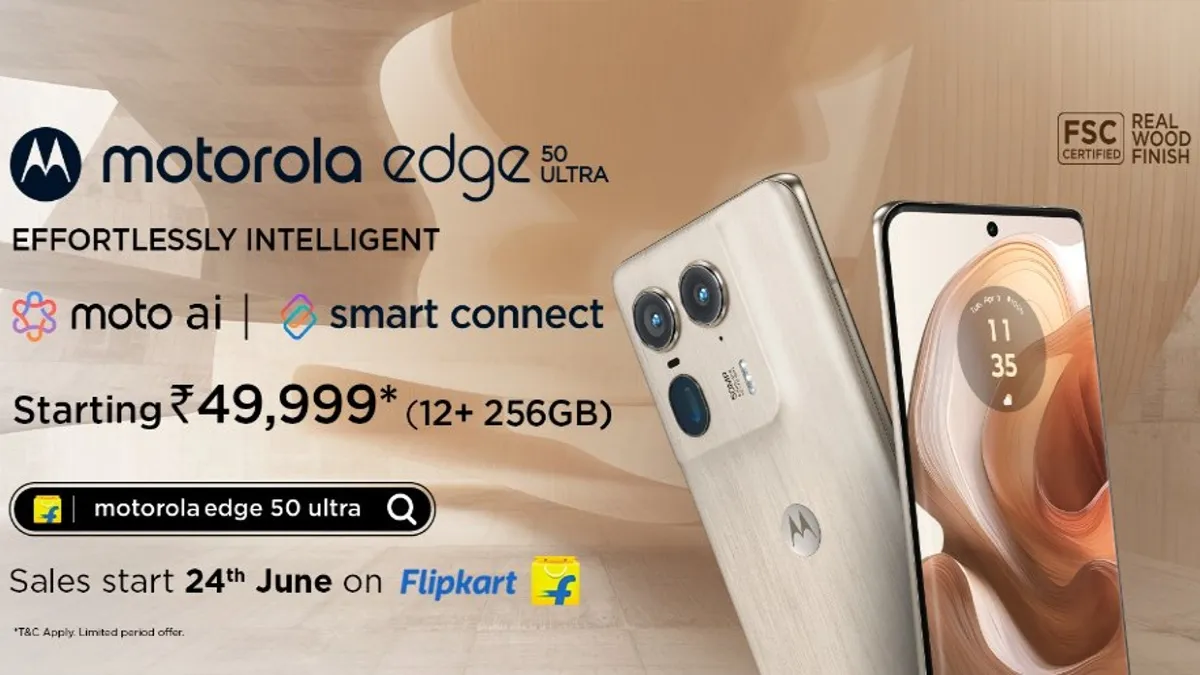 motorola edge 50 ULTRA
EFFORTLESSLY INTELLIGENT
moto ai | smart connect
Starting ₹49,999* (12+ 256GB)
motorola edge 50 ultra
Sales start 24th June on Flipkart
*T&C Apply. Limited period offer.
FSC CERTIFIED
REAL WOOD FINISH
50MP
11
35